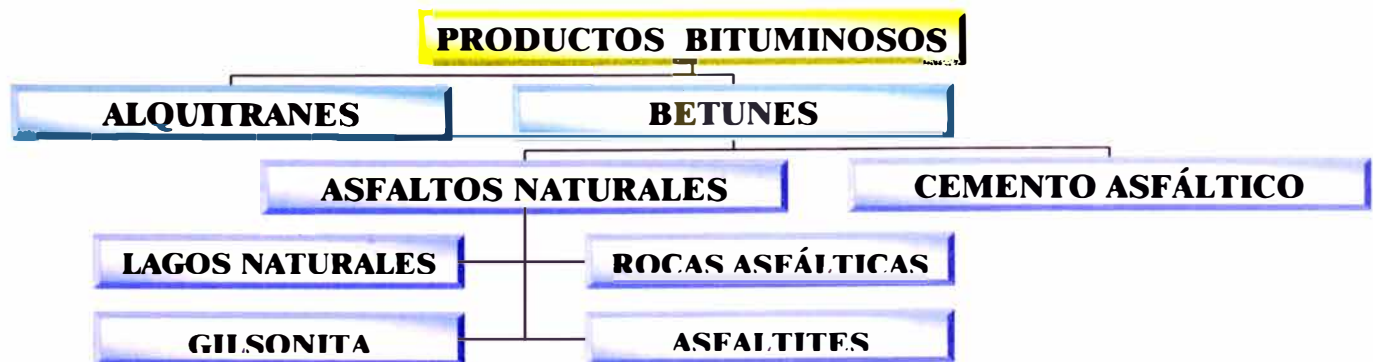 PRODUCTOS BITUMINOSOS
ALQUITRANES
BETUNES
ASFALTOS NATURALES
CEMENTO ASFÁLTICO
LAGOS NATURALES
ROCAS ASFÁLTICAS
GILSONITA
ASFALTITES